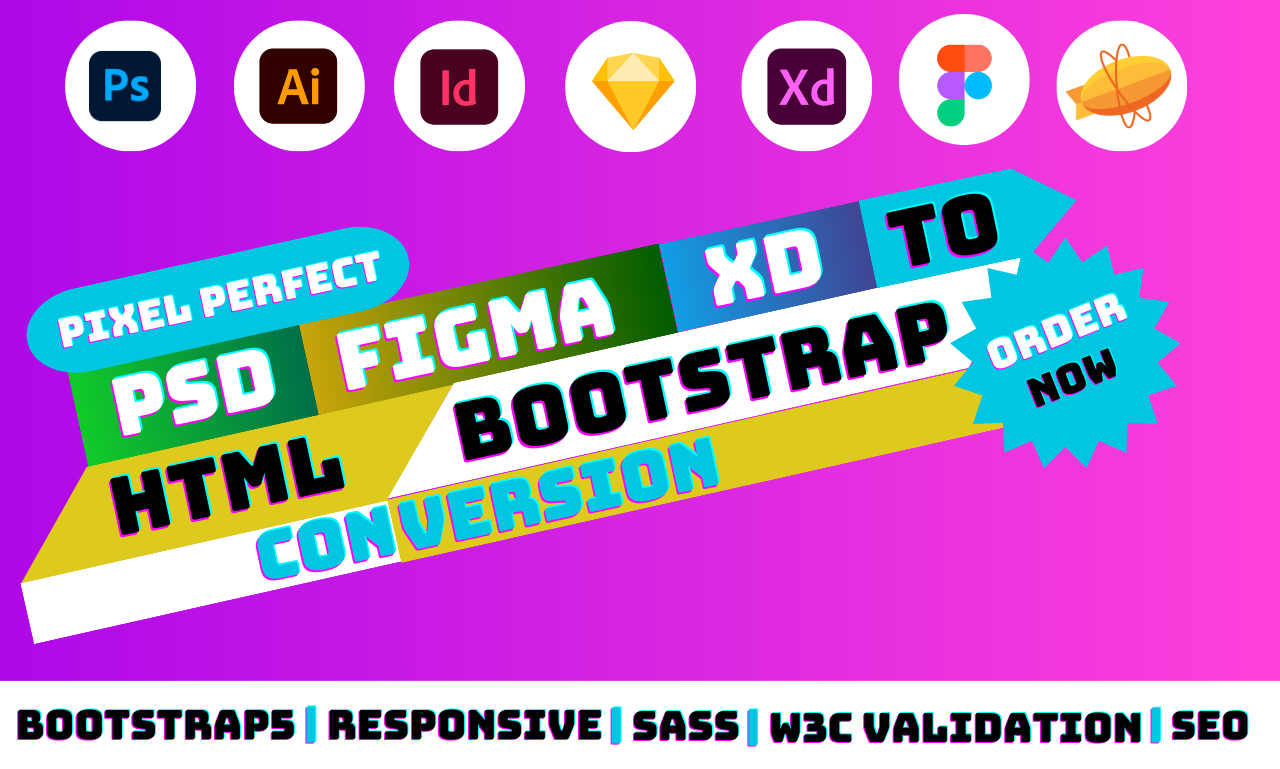 Ps Ai Id Xd
PIXEL PERFECT
PSD FIGMA XD TO
HTML BOOTSTRAP
CONVERSION
ORDER
NOW
BOOTSTRAP5 | RESPONSIVE | SASS | W3C VALIDATION | SEO